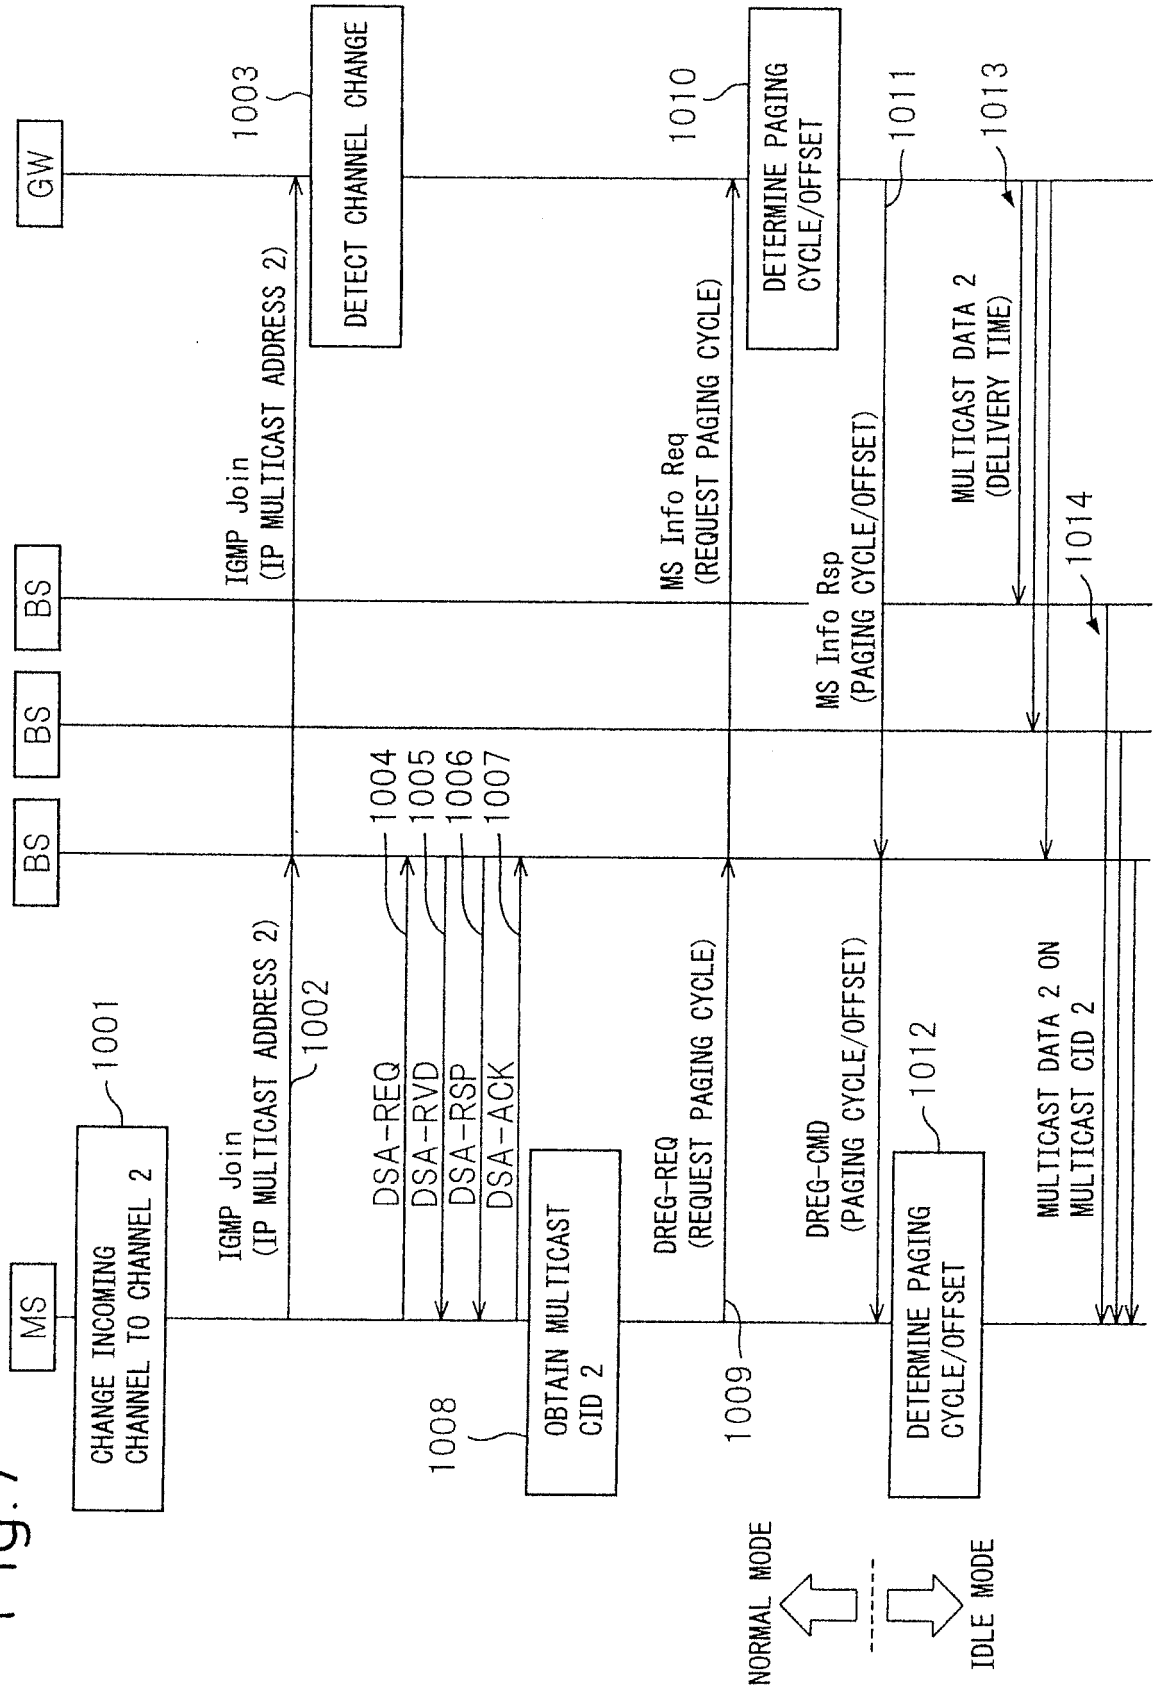 Fig. 7
MS
BS
BS
BS
GW
CHANGE INCOMING
CHANNEL TO CHANNEL 2
1001
IGMP Join
(IP MULTICAST ADDRESS 2)
1002
IGMP Join
(IP MULTICAST ADDRESS 2)
1003
DETECT CHANNEL CHANGE
DSA-REQ
1004
DSA-RVD
1005
DSA-RSP
1006
DSA-ACK
1007
1008
OBTAIN MULTICAST
CID 2
DREG-REQ
(REQUEST PAGING CYCLE)
1009
MS Info Req
(REQUEST PAGING CYCLE)
1010
DETERMINE PAGING
CYCLE/OFFSET
MS Info Rsp
(PAGING CYCLE/OFFSET)
1011
DREG-CMD
(PAGING CYCLE/OFFSET)
1012
DETERMINE PAGING
CYCLE/OFFSET
NORMAL MODE
IDLE MODE
MULTICAST DATA 2
(DELIVERY TIME)
1013
MULTICAST DATA 2 ON
MULTICAST CID 2
1014